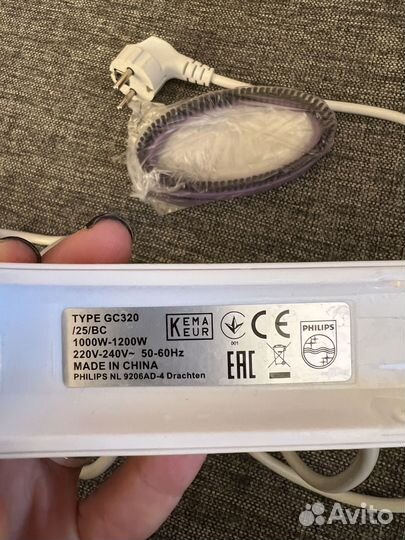 TYPE GC320
/25/BC
1000W-1200W
220V-240V~ 50-60Hz
MADE IN CHINA
PHILIPS NL 9206AD-4 Drachten
KEMA
KEUR
001
CE
EAC
PHILIPS
Avito